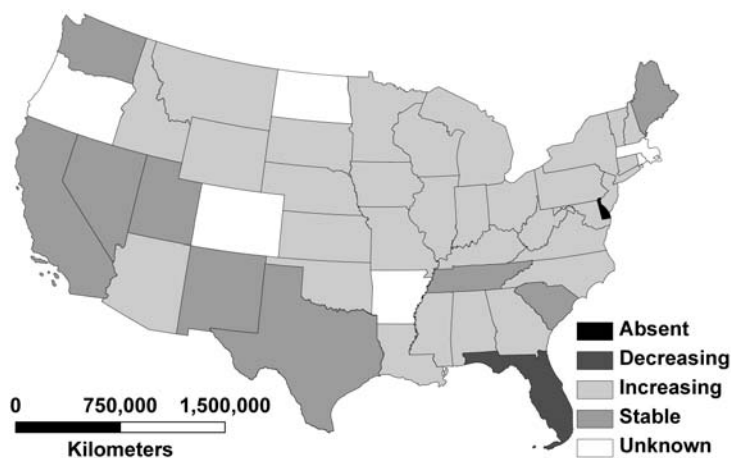 Absent
Decreasing
Increasing
Stable
Unknown
0 750,000 1,500,000
Kilometers